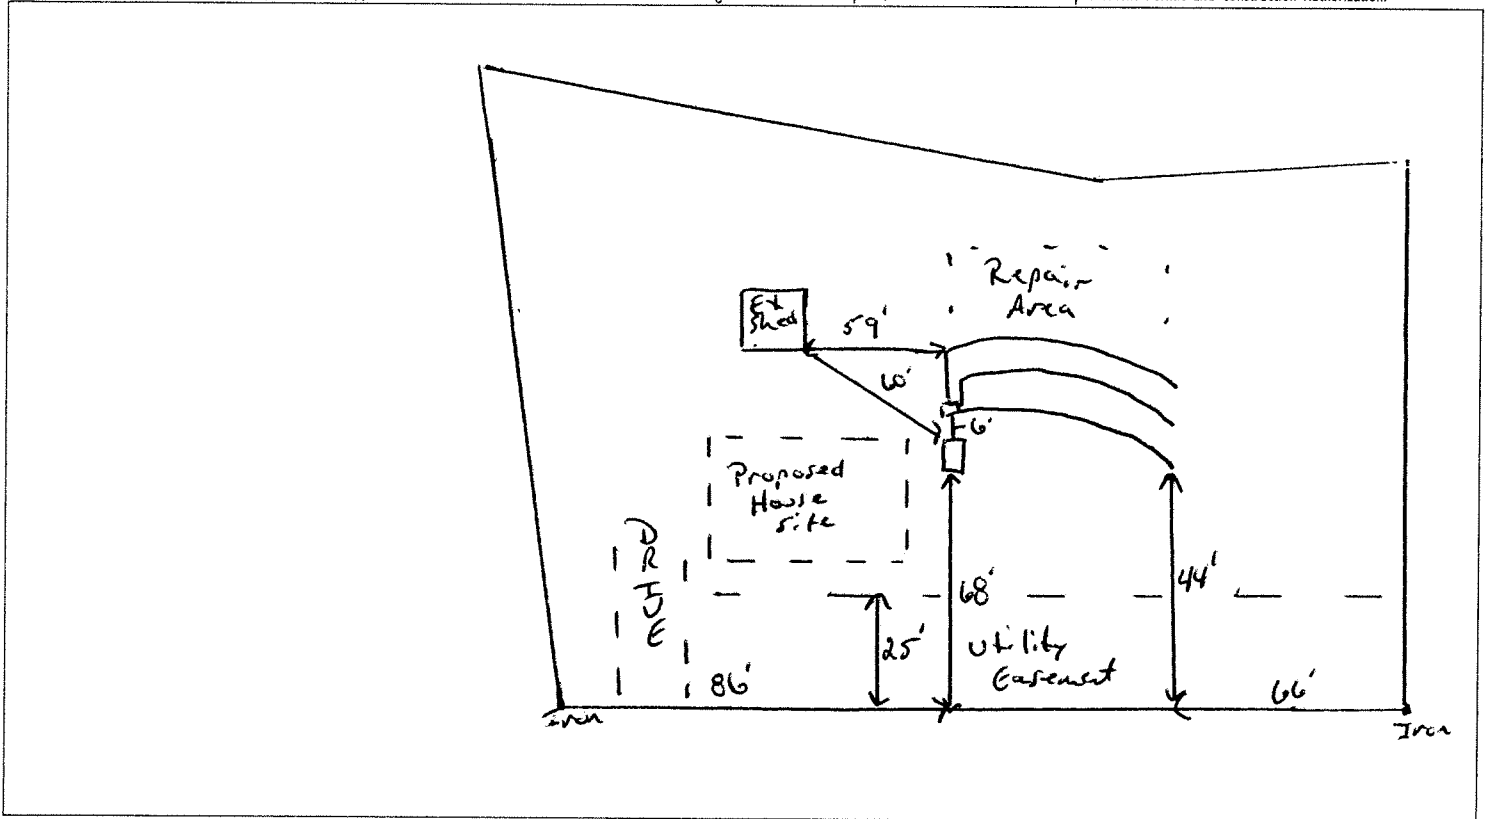 Repair
Area
Ex
Shed
59'
60'
6'
Proposed
House
Site
DRIVE
68'
44'
25'
Utility
Easement
86'
66'
Iron
Iron